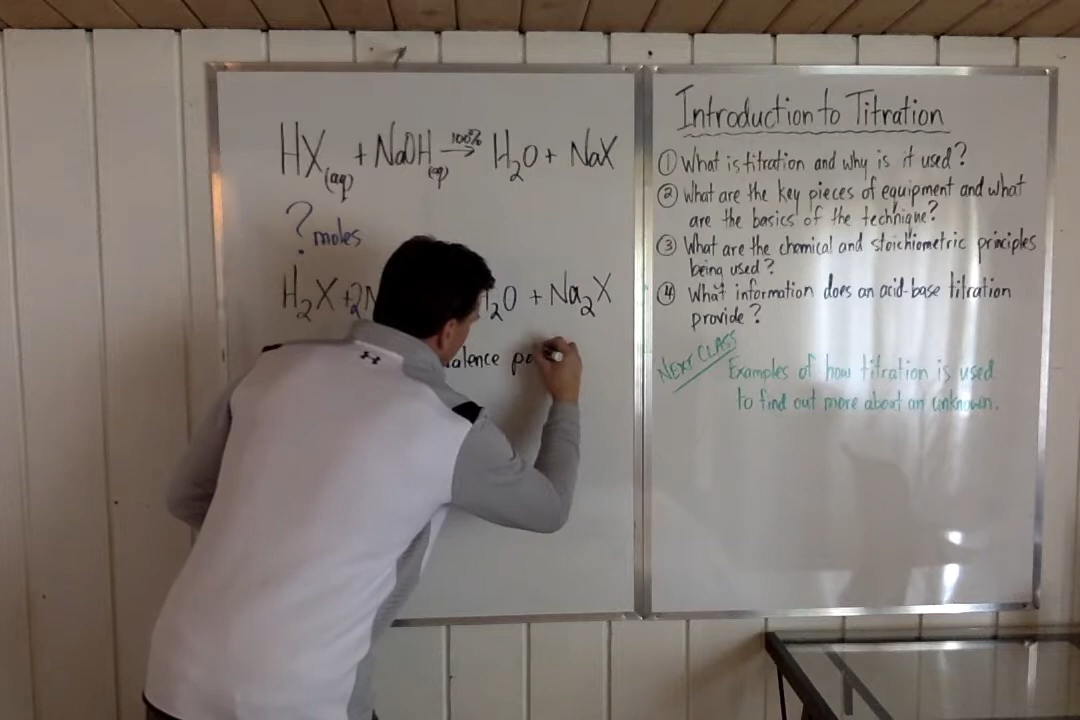 HX(aq) + NaOH(aq) 100%→ H₂O + NaX
? moles
H₂X + 2N H₂O + Na₂X
Introduction to Titration
① What is titration and why is it used?
② What are the key pieces of equipment and what
are the basics of the technique?
③ What are the chemical and stoichiometric principles
being used?
④ What information does an acid-base titration
provide?
NEXT CLASS
Examples of how titration is used
to find out more about an unknown.